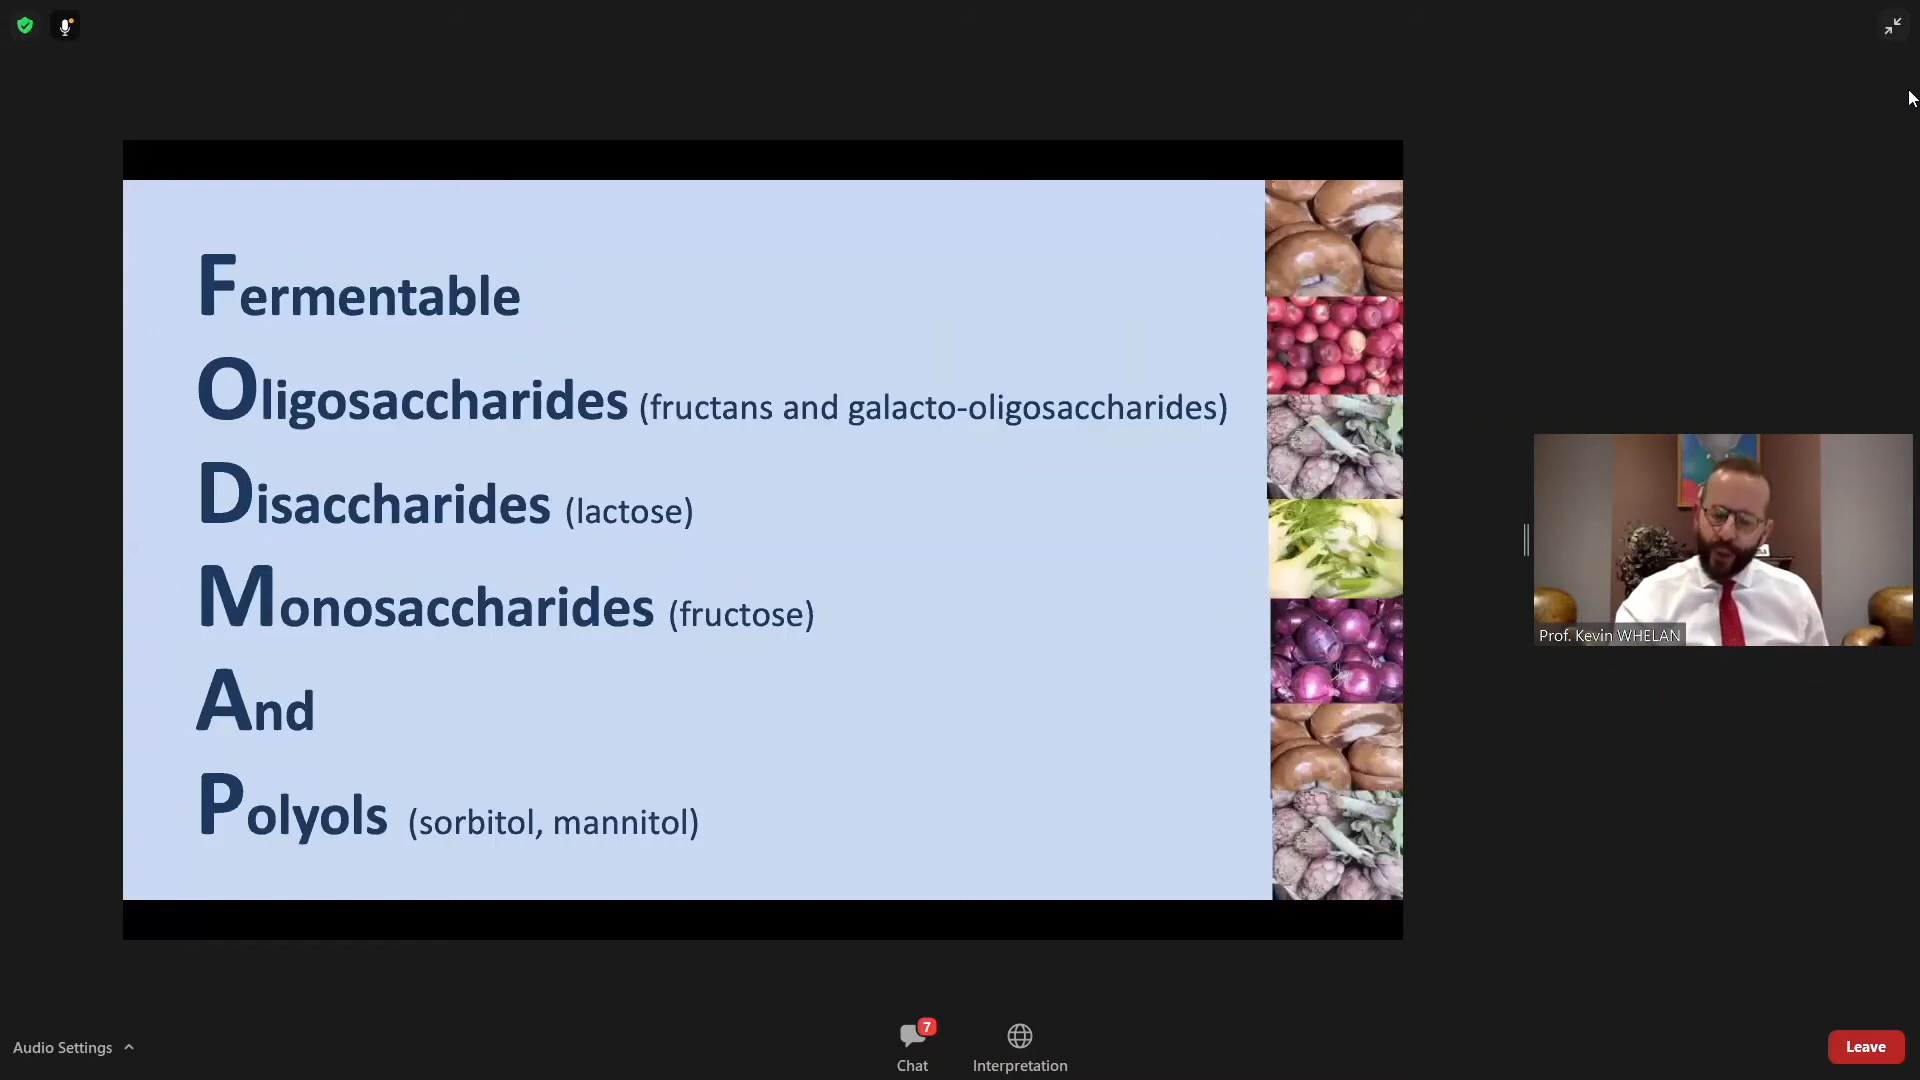 Fermentable
Oligosaccharides (fructans and galacto-oligosaccharides)
Disaccharides (lactose)
Monosaccharides (fructose)
And
Polyols (sorbitol, mannitol)
Prof. Kevin WHELAN
Audio Settings
7
Chat
Interpretation
Leave